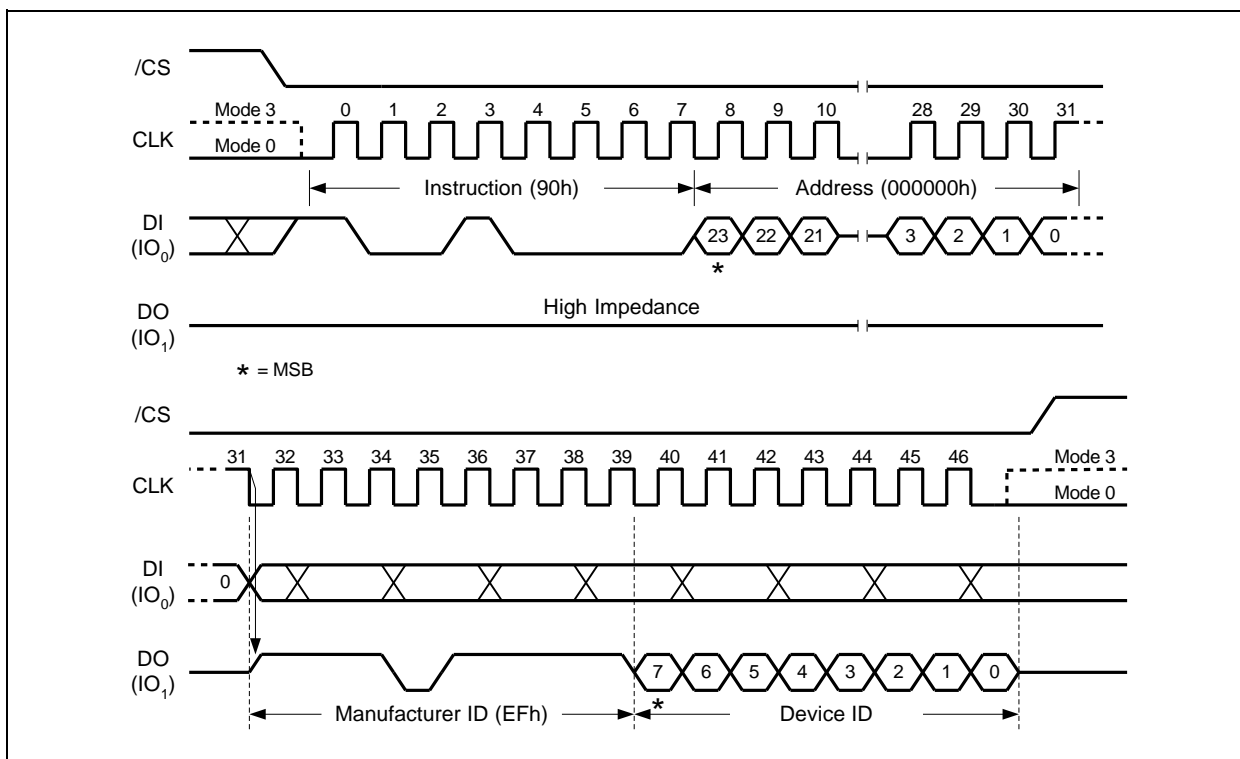 /CS
Mode 3 0 1 2 3 4 5 6 7 8 9 10 28 29 30 31
CLK Mode 0
Instruction (90h) Address (000000h)
DI
(IO0) 23 22 21 3 2 1 0
*
DO High Impedance
(IO1)
* = MSB
/CS
31 32 33 34 35 36 37 38 39 40 41 42 43 44 45 46 Mode 3
CLK Mode 0
DI
0
(IO0)
DO
(IO1) 7 6 5 4 3 2 1 0
*
Manufacturer ID (EFh) Device ID